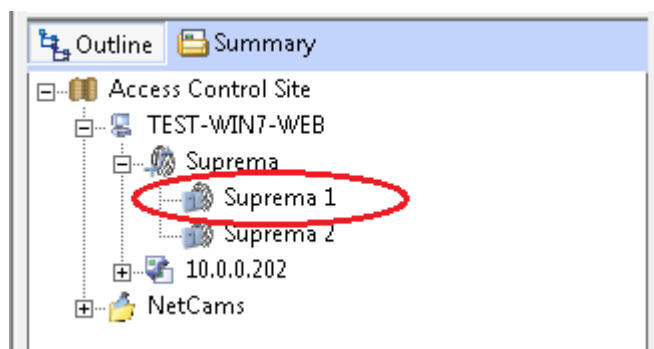 Outline Summary
Access Control Site
TEST-WIN7-WEB
Suprema
Suprema 1
Suprema 2
10.0.0.202
NetCams